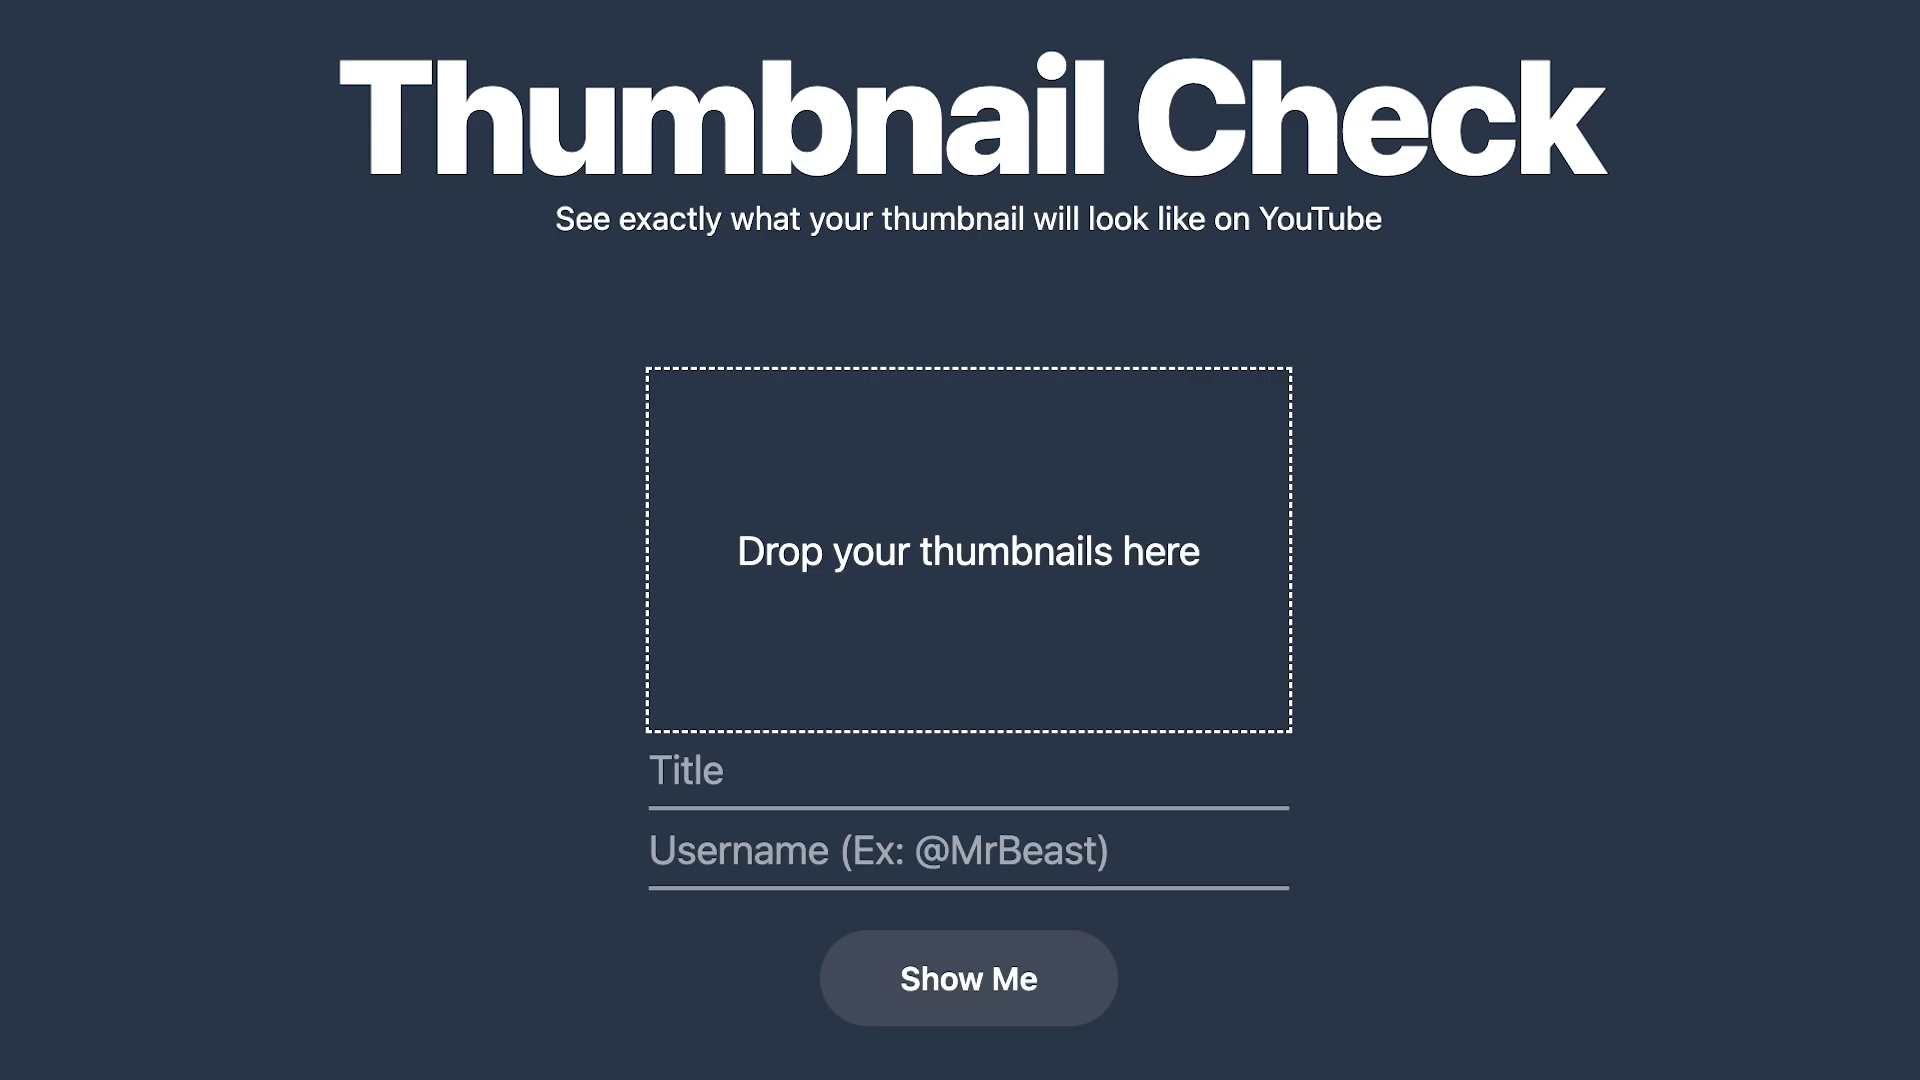 Thumbnail Check
See exactly what your thumbnail will look like on YouTube
Drop your thumbnails here
Title
Username (Ex: @MrBeast)
Show Me